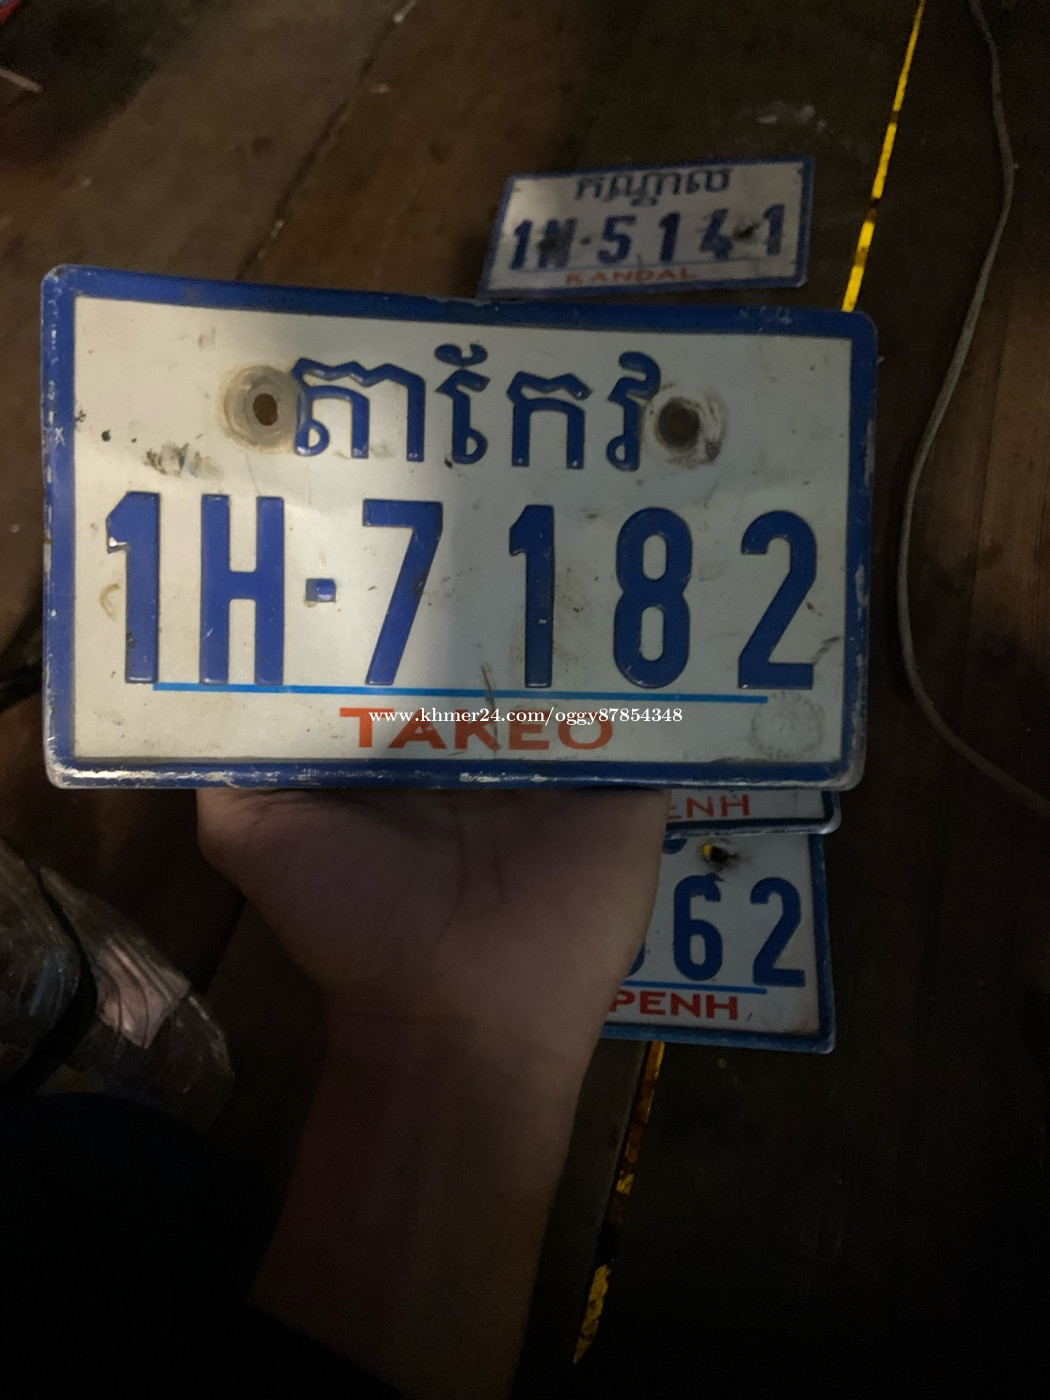 កណ្ដាល
1N-5141
KANDAL
តាកែវ
1H-7182
www.khmer24.com/oggy87854348
TAKEO
ENH
62
PENH